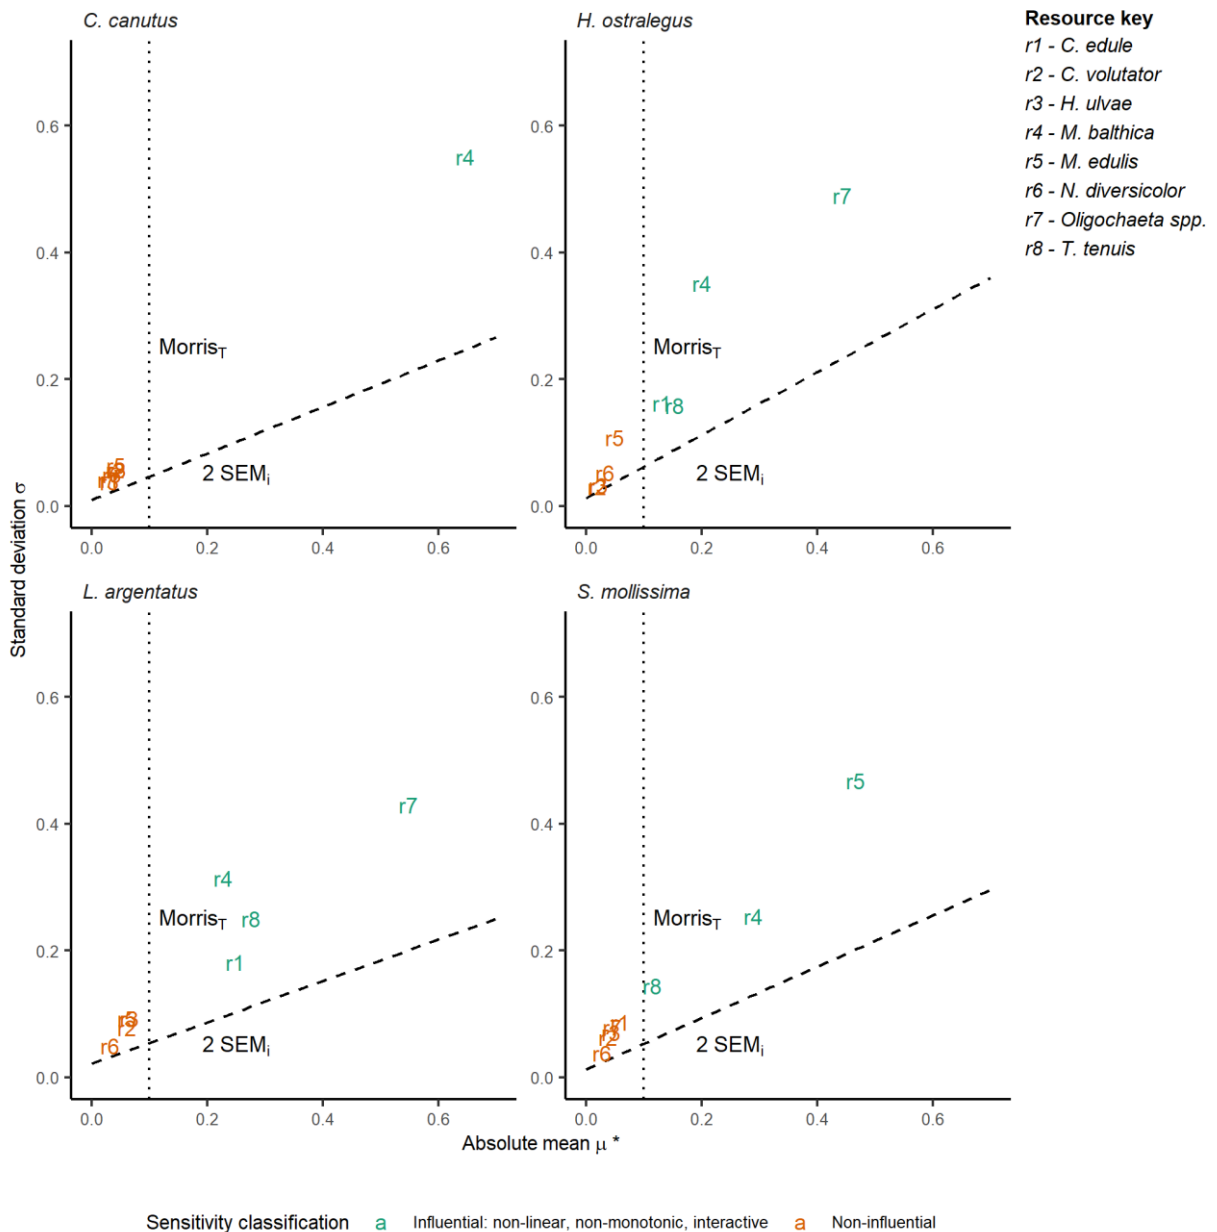 C. canutus
H. ostralegus
Resource key
r1 - C. edule
r2 - C. volutator
r3 - H. ulvae
r4 - M. balthica
r5 - M. edulis
r6 - N. diversicolor
r7 - Oligochaeta spp.
r8 - T. tenuis
0.6
0.4
0.2
0.0
r4
Morris_T
2 SEM_i
r5
0.0
0.2
0.4
0.6
0.6
0.4
0.2
0.0
r7
r4
Morris_T
r1
r8
r5
r6
2 SEM_i
0.0
0.2
0.4
0.6
Standard deviation σ
L. argentatus
S. mollissima
0.6
0.4
0.2
0.0
r7
r4
r8
Morris_T
r1
r6
2 SEM_i
0.0
0.2
0.4
0.6
0.6
0.4
0.2
0.0
r5
r4
Morris_T
r8
r1
r6
2 SEM_i
0.0
0.2
0.4
0.6
Absolute mean μ *
Sensitivity classification a Influential: non-linear, non-monotonic, interactive a Non-influential